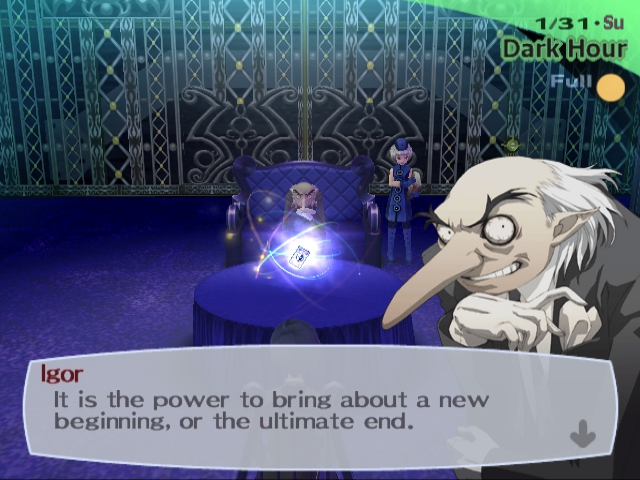 1/31・Su
Dark Hour
Full
Igor
It is the power to bring about a new
beginning, or the ultimate end.